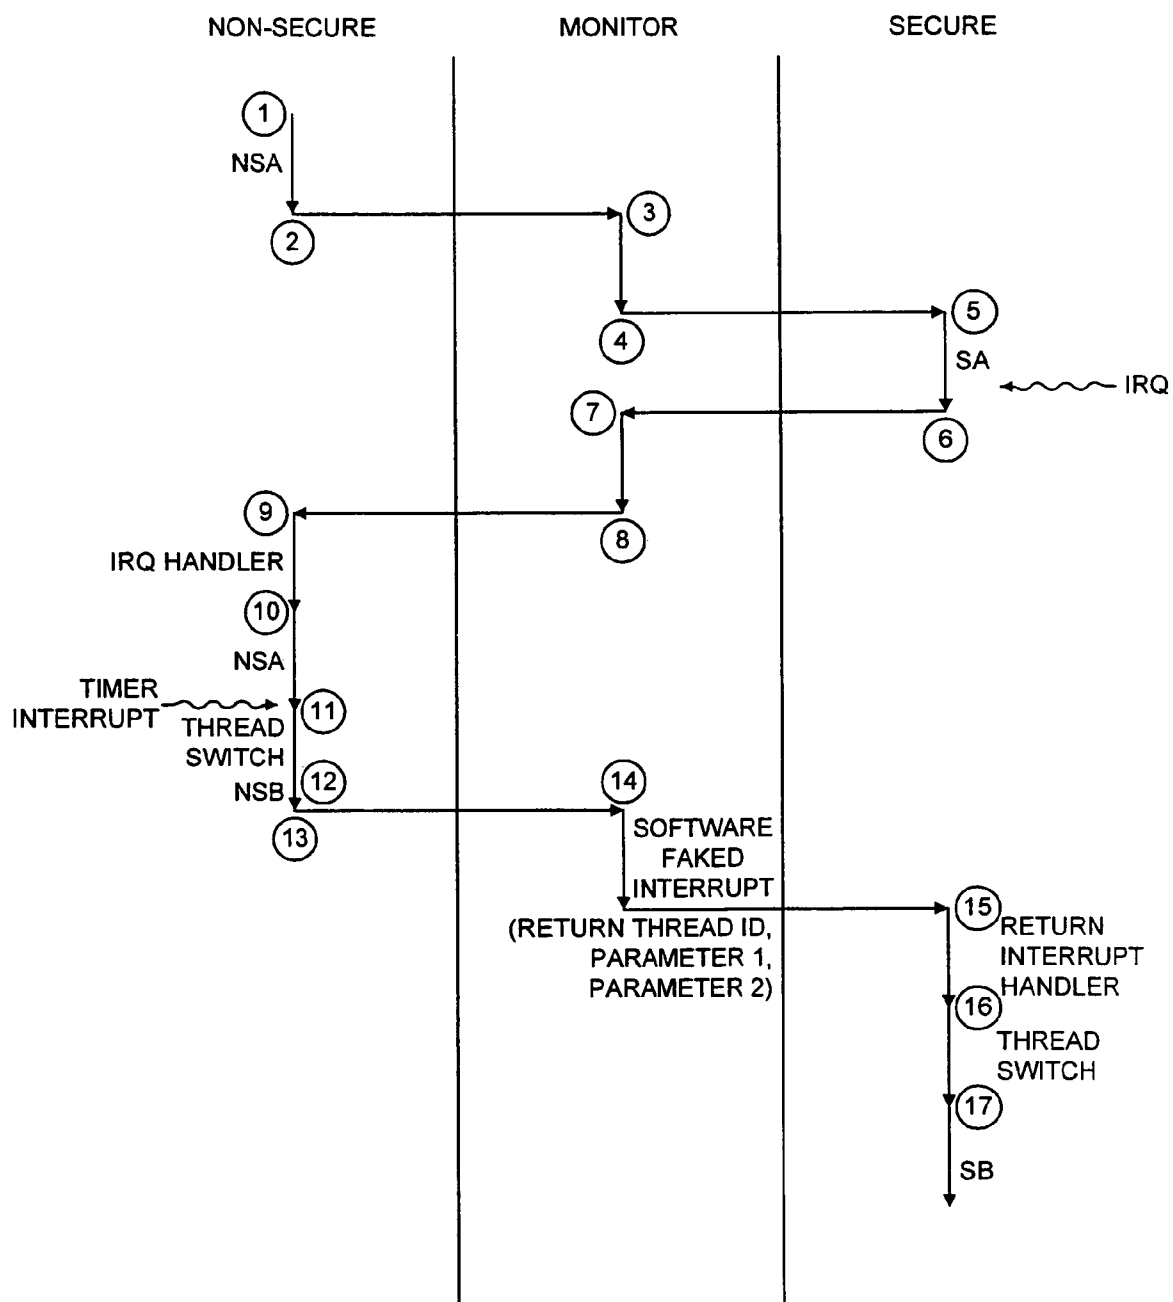 NON-SECURE
MONITOR
SECURE
1
NSA
2
3
4
5
SA
IRQ
6
7
8
9
IRQ HANDLER
10
NSA
TIMER
INTERRUPT
11
THREAD
SWITCH
12
NSB
13
14
SOFTWARE
FAKED
INTERRUPT
(RETURN THREAD ID,
PARAMETER 1,
PARAMETER 2)
15
RETURN
INTERRUPT
HANDLER
16
THREAD
SWITCH
17
SB